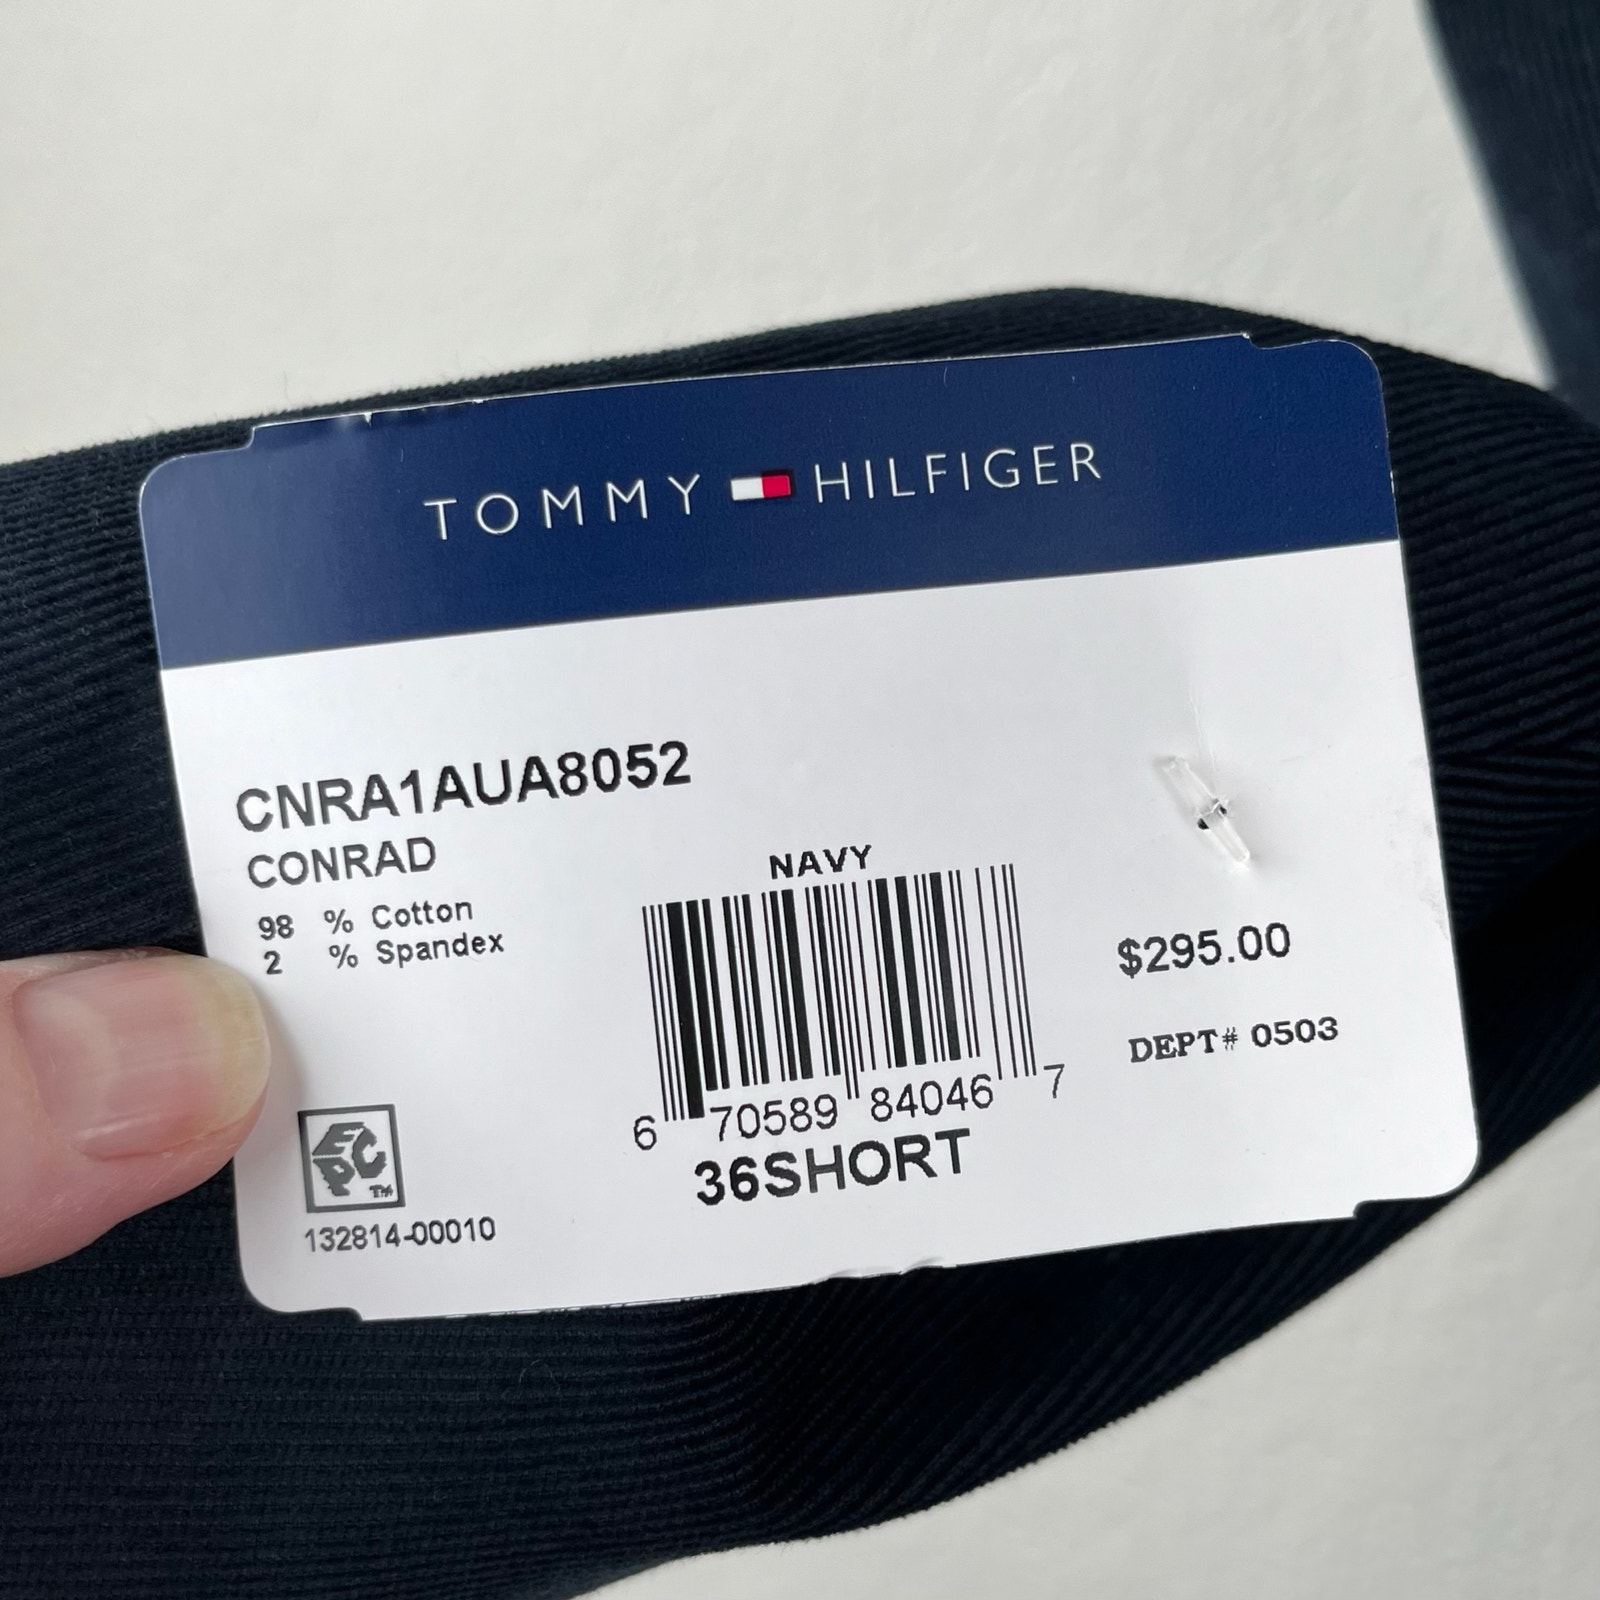 TOMMY HILFIGER
CNRA1AUA8052
CONRAD
98 % Cotton
2 % Spandex
NAVY
6 70589 84046 7
36SHORT
$295.00
DEPT# 0503
EPC TM
132814-00010